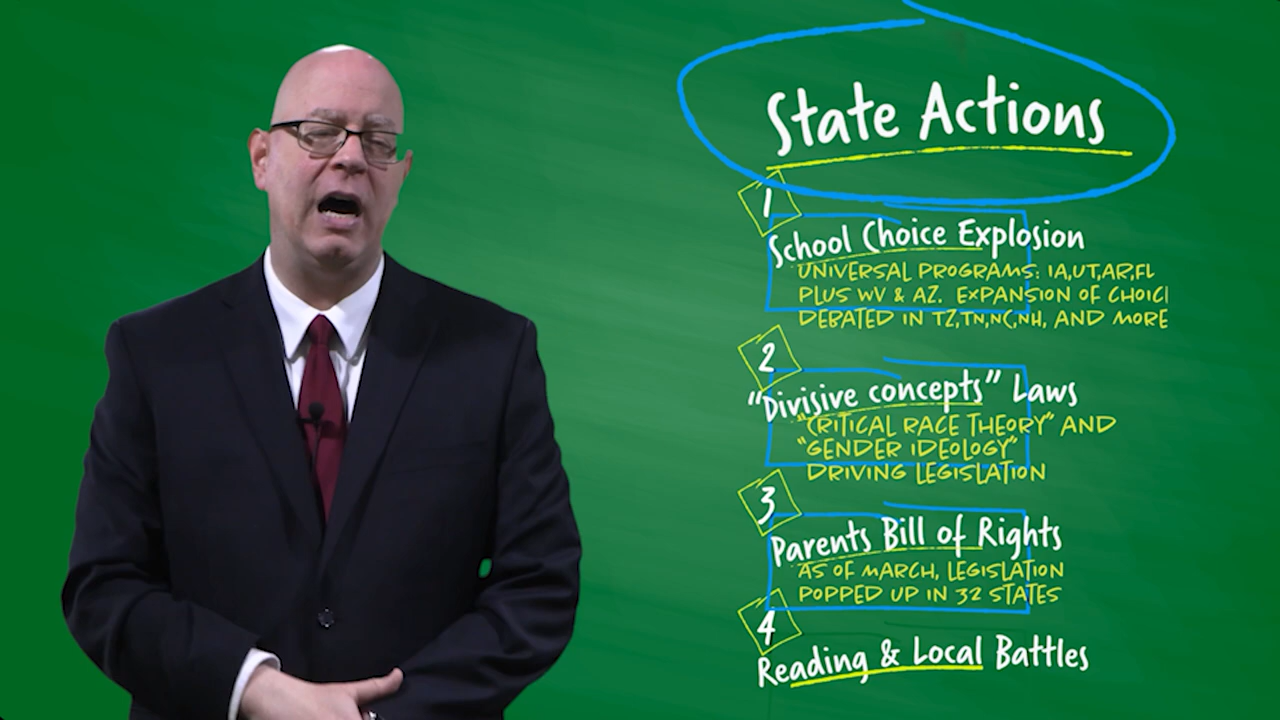 State Actions
1
School Choice Explosion
UNIVERSAL PROGRAMS: IA,UT,AR,FL
PLUS WV & AZ. EXPANSION OF CHOICI
DEBATED IN TZ,TN,NC,NH, AND MORE
2
"Divisive concepts" Laws
"CRITICAL RACE THEORY" AND
"GENDER IDEOLOGY"
DRIVING LEGISLATION
3
Parents Bill of Rights
AS OF MARCH, LEGISLATION
POPPED UP IN 32 STATES
4
Reading & Local Battles